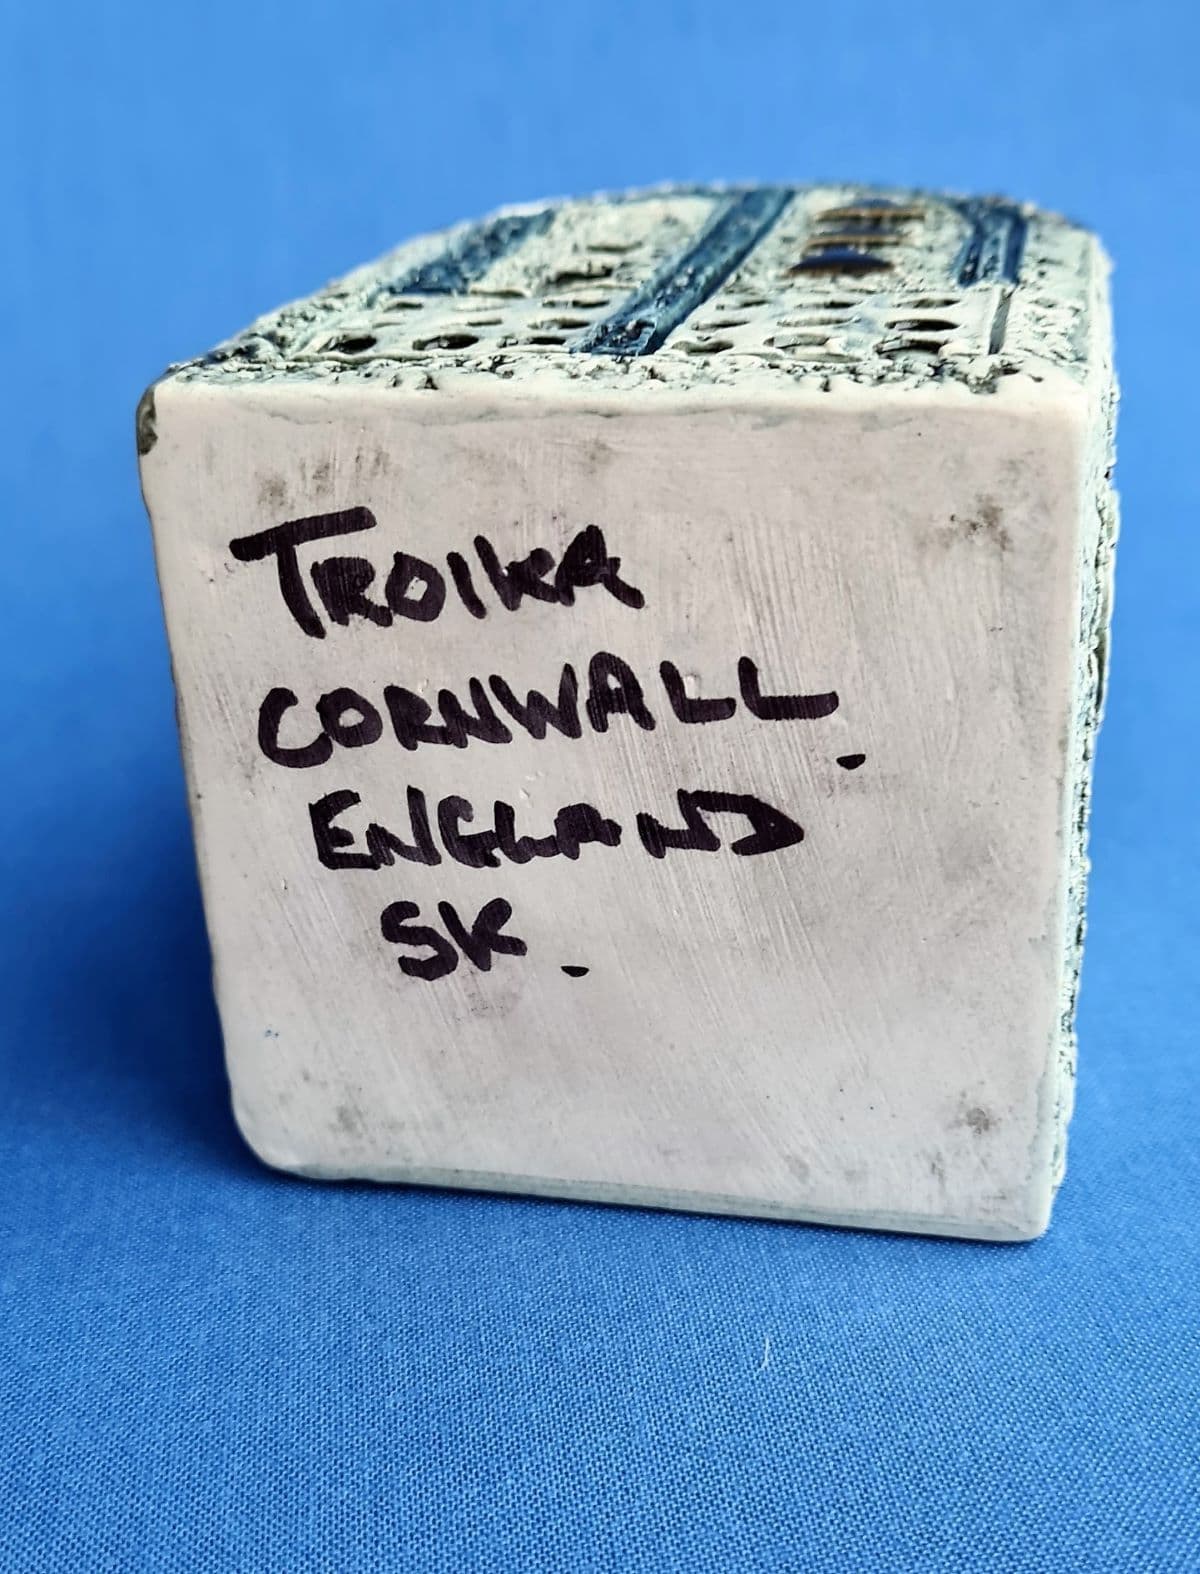 TROIKA
CORNWALL.
ENGLAND
SK.